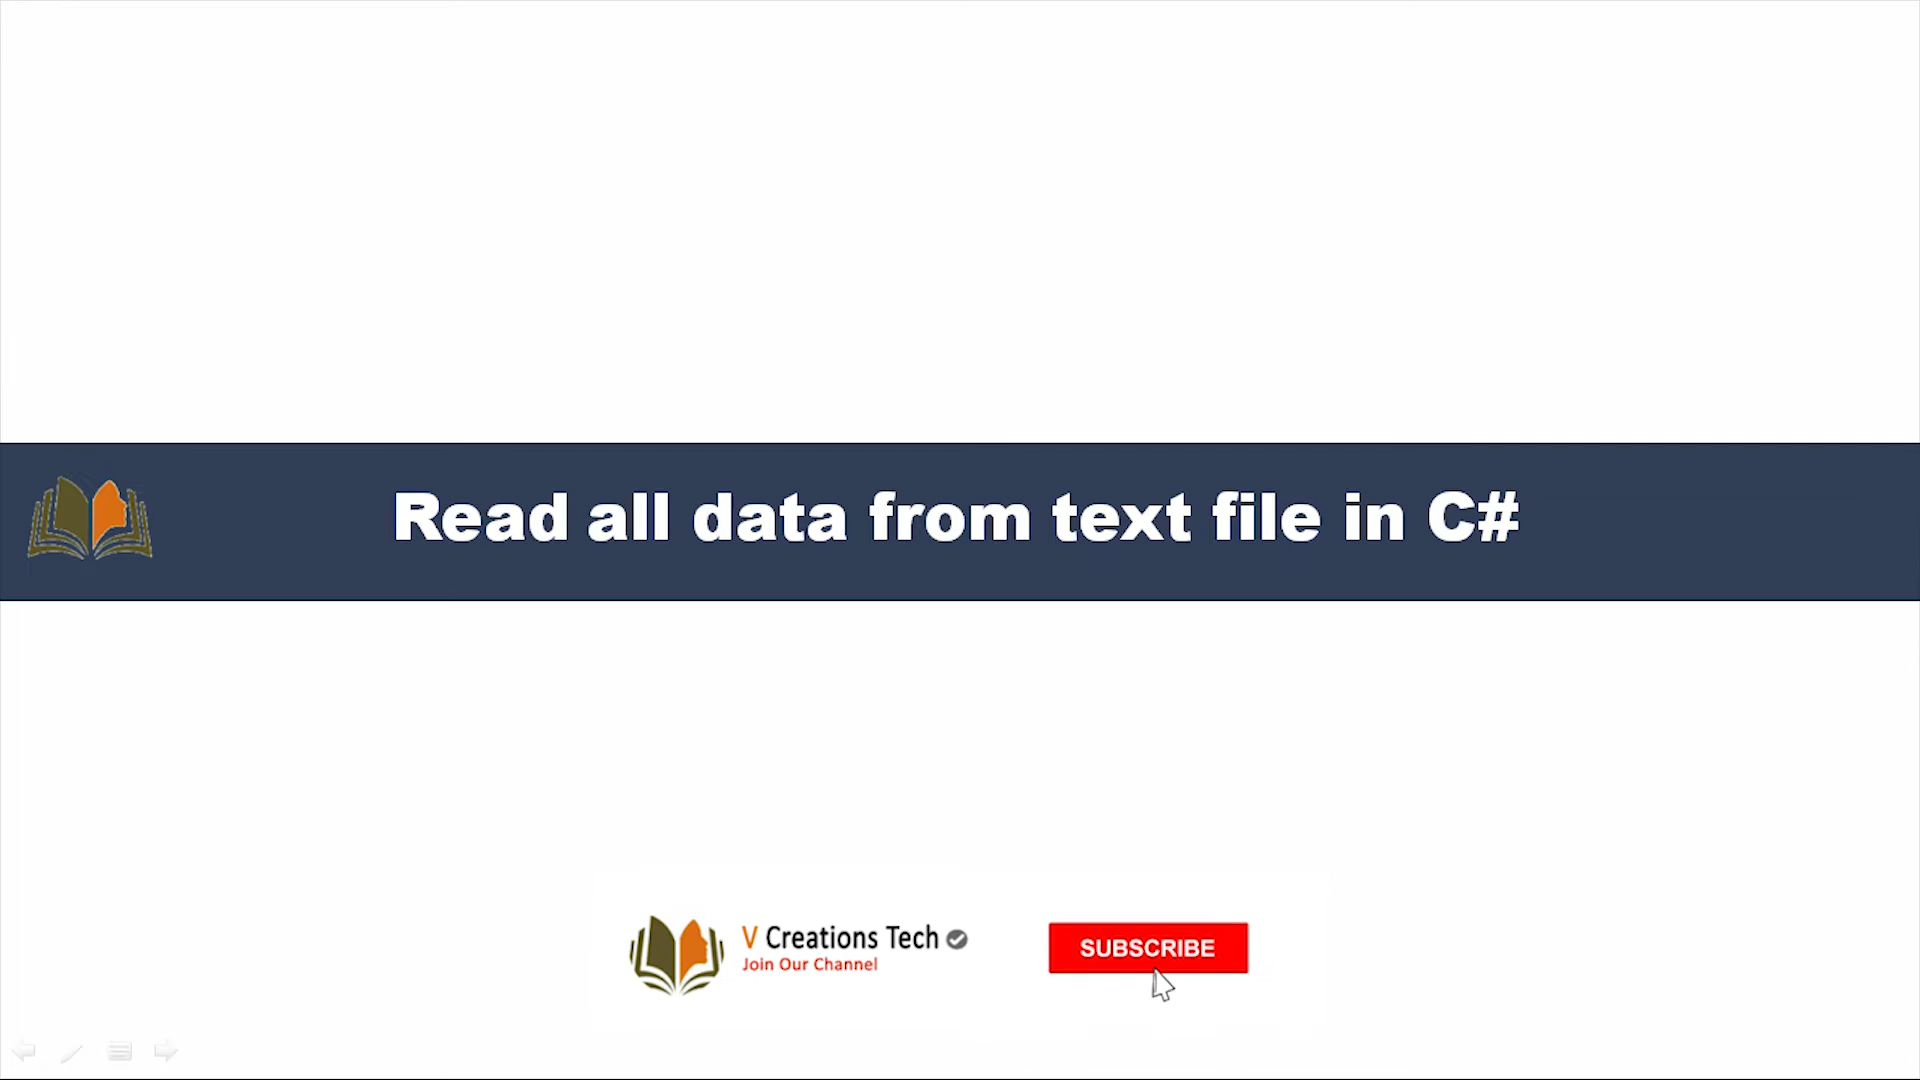 Read all data from text file in C#
V Creations Tech
Join Our Channel
SUBSCRIBE